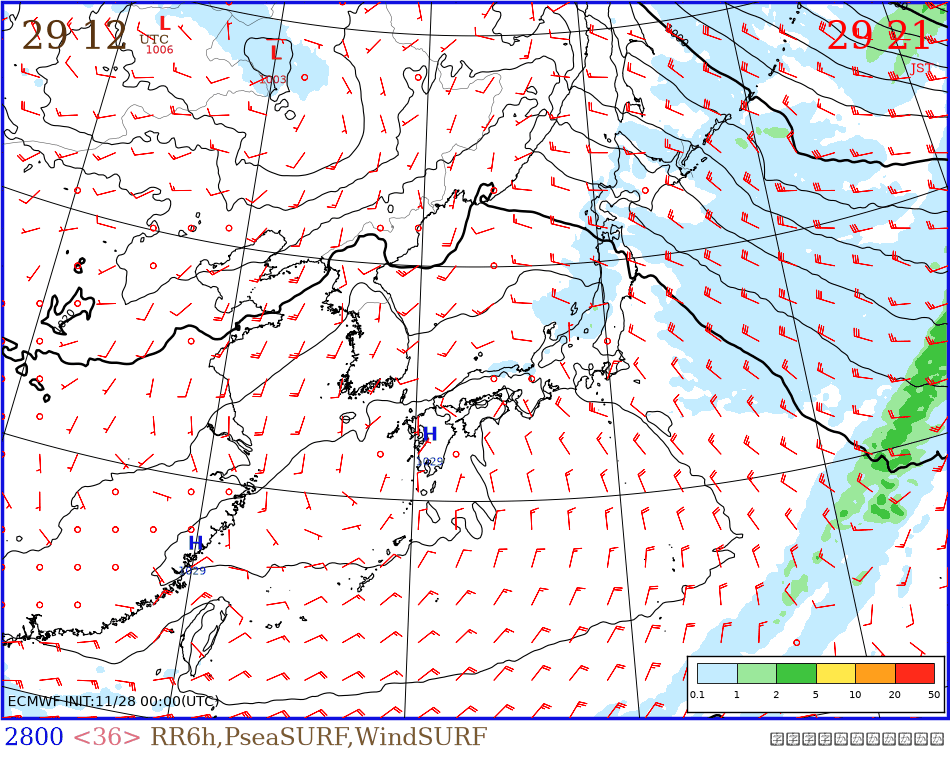 29 12
UTC
29 21
JST
L
1006
L
1003
H
1029
H
1029
ECMWF INIT:11/28 00:00(UTC)
0.1 1 2 5 10 20 50
2800 <36> RR6h,PseaSURF,WindSURF